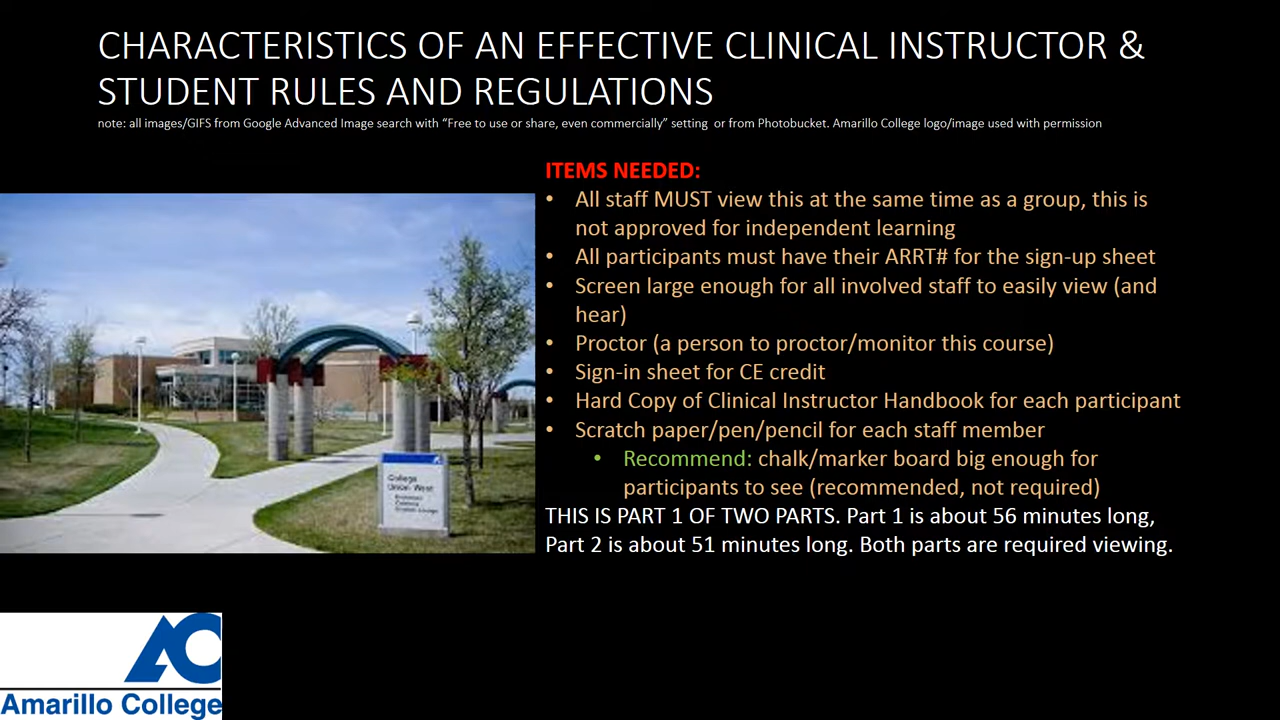 CHARACTERISTICS OF AN EFFECTIVE CLINICAL INSTRUCTOR &
STUDENT RULES AND REGULATIONS
note: all images/GIFS from Google Advanced Image search with “Free to use or share, even commercially” setting or from Photobucket. Amarillo College logo/image used with permission
ITEMS NEEDED:
• All staff MUST view this at the same time as a group, this is
not approved for independent learning
• All participants must have their ARRT# for the sign-up sheet
• Screen large enough for all involved staff to easily view (and
hear)
• Proctor (a person to proctor/monitor this course)
• Sign-in sheet for CE credit
• Hard Copy of Clinical Instructor Handbook for each participant
• Scratch paper/pen/pencil for each staff member
• Recommend: chalk/marker board big enough for
participants to see (recommended, not required)
THIS IS PART 1 OF TWO PARTS. Part 1 is about 56 minutes long,
Part 2 is about 51 minutes long. Both parts are required viewing.
College
Union West
AC
Amarillo College